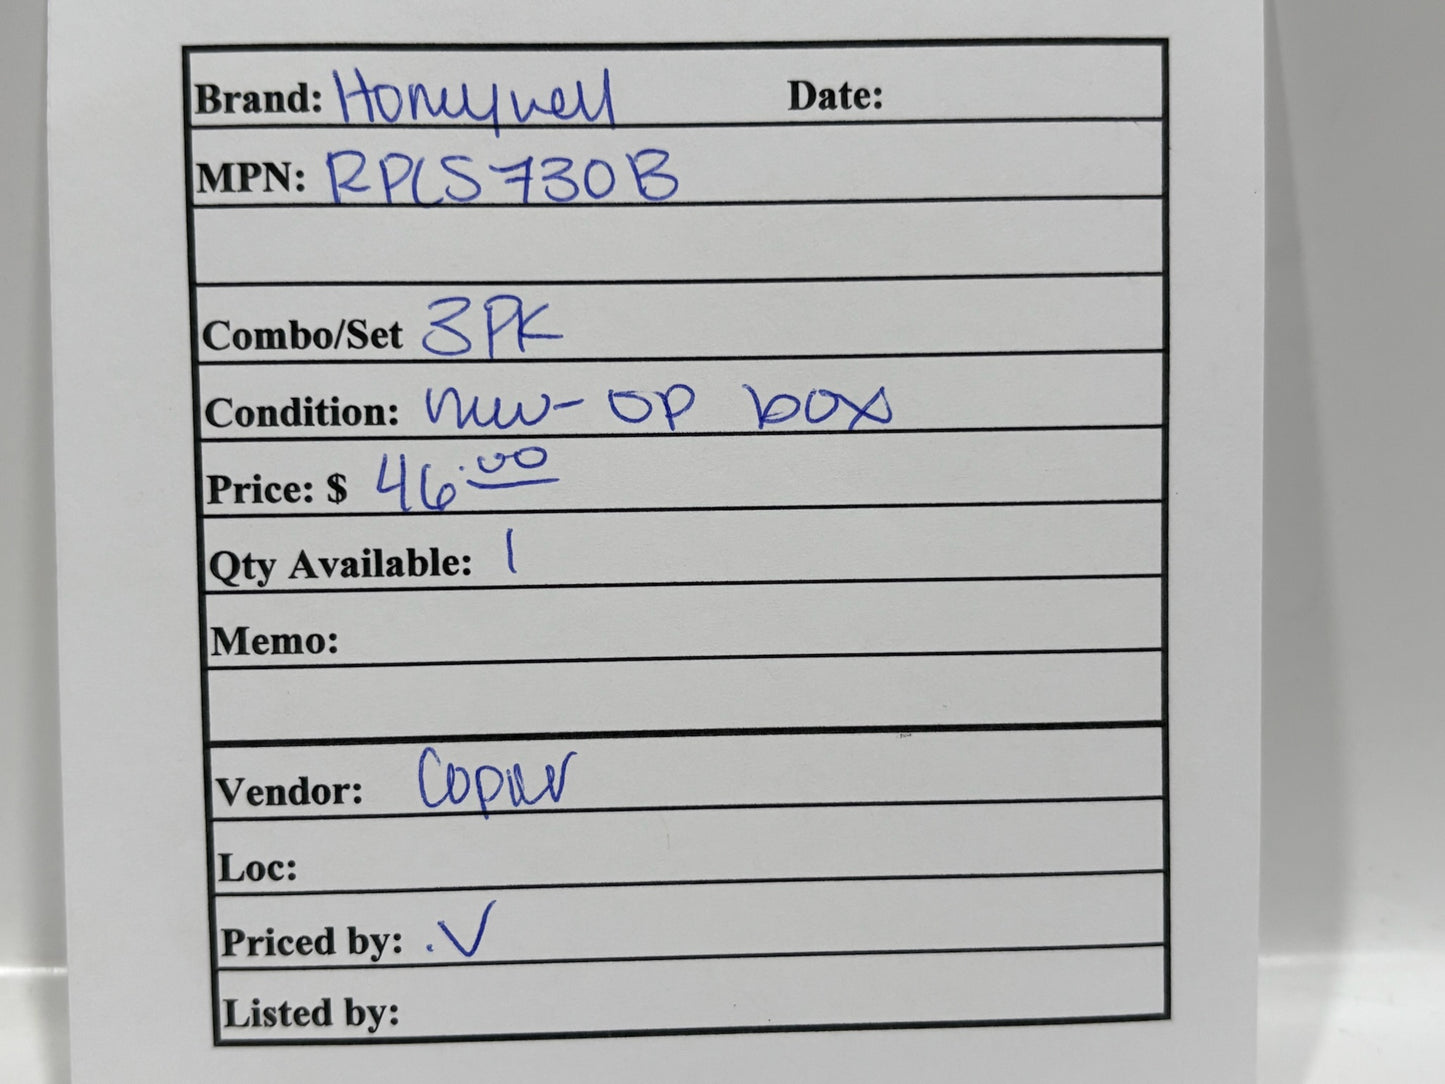 Brand: Honeywell Date:
MPN: RPLS730B
Combo/Set 3PK
Condition: new- op box
Price: $ 46.00
Qty Available: 1
Memo:
Vendor: Copier
Loc:
Priced by: .V
Listed by: